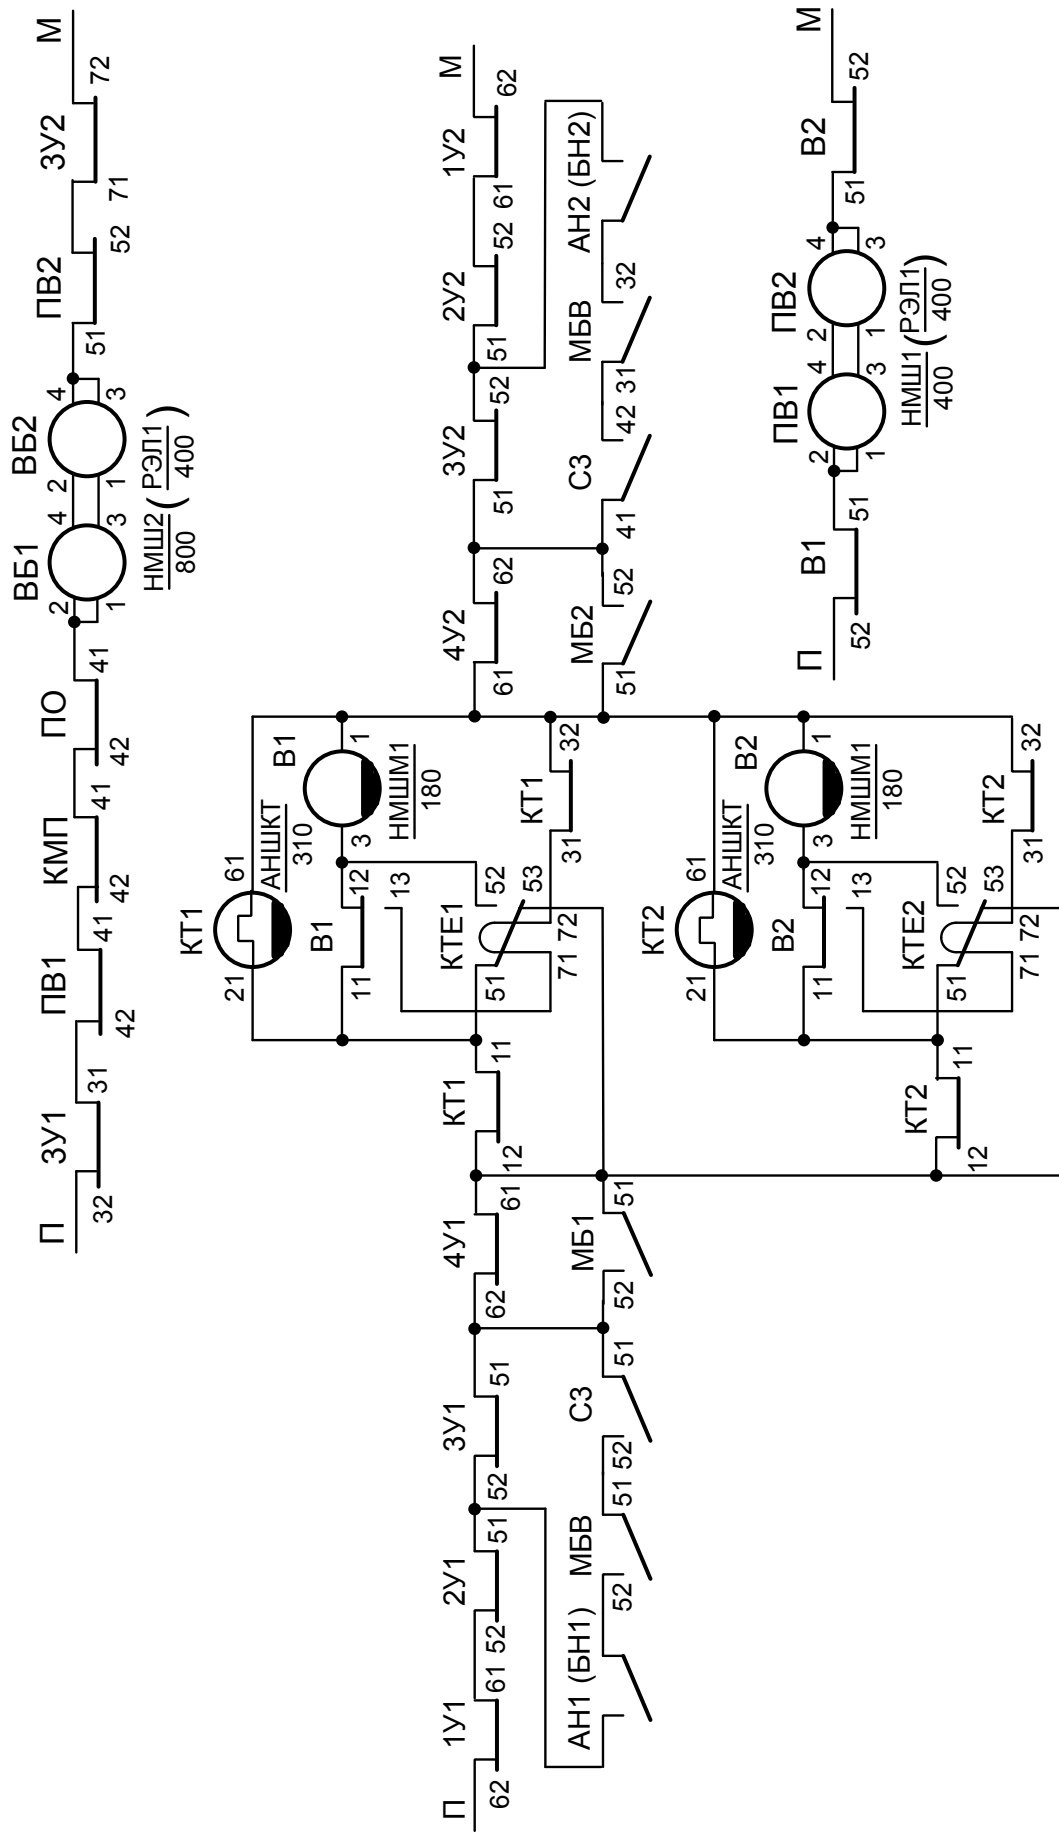 П 3У1 ПВ1 КМП ПО ВБ1 ВБ2 ПВ2 3У2 М
32 31 42 41 42 41 42 41 2 1 4 3 2 1 4 3 51 52 71 72
НМШ2 (РЭЛ1)
800 400
КТ1
21 61
АНШКТ
310
В1 В1
11 12 13 3 1
НМШМ1
180
КТЕ1
51 52 53 71 72
КТ1
31 32
П 1У1 2У1 3У1 4У1 КТ1
62 61 52 51 52 51 62 61 12 11
4У2 3У2 2У2 1У2 М
61 62 51 52 51 52 61 62
АН1 (БН1) МБВ С3 МБ1
52 51 52 51 52 51
МБ2 С3 МБВ АН2 (БН2)
51 52 41 42 31 32
КТ2
21 61
АНШКТ
310
В2 В2
11 12 13 3 1
НМШМ1
180
КТЕ2
51 52 53 71 72
КТ2
12 11
КТ2
31 32
П В1 ПВ1 ПВ2 В2 М
52 51 2 1 4 3 2 1 4 3 51 52
НМШ1 (РЭЛ1)
400 400